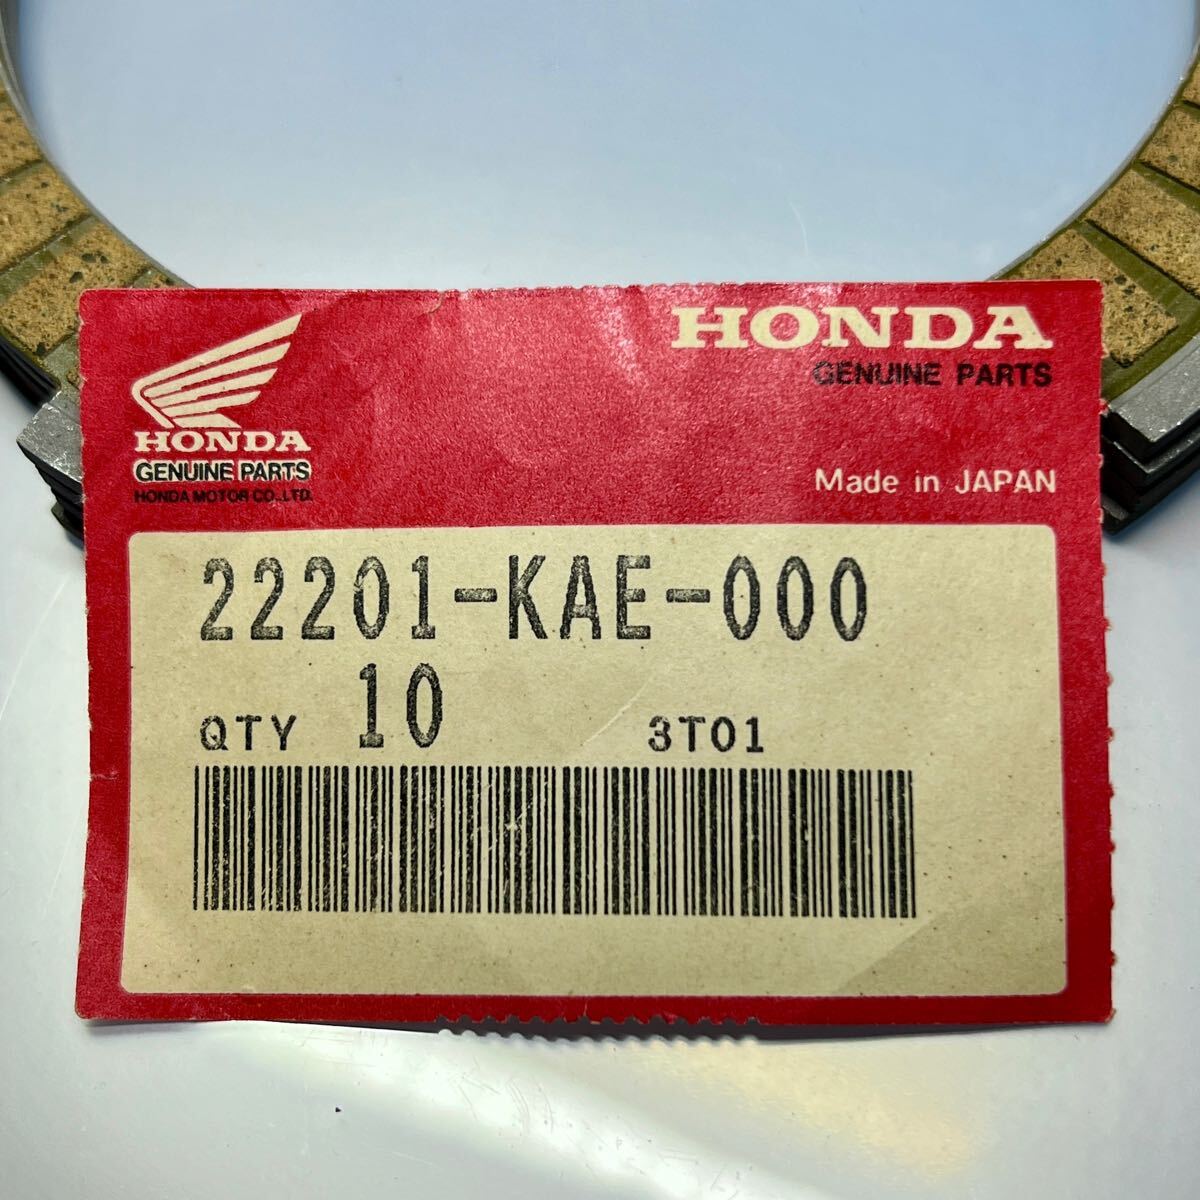 HONDA
GENUINE PARTS
HONDA
GENUINE PARTS
HONDA MOTOR CO.,LTD.
Made in JAPAN
22201-KAE-000
QTY 10 3T01